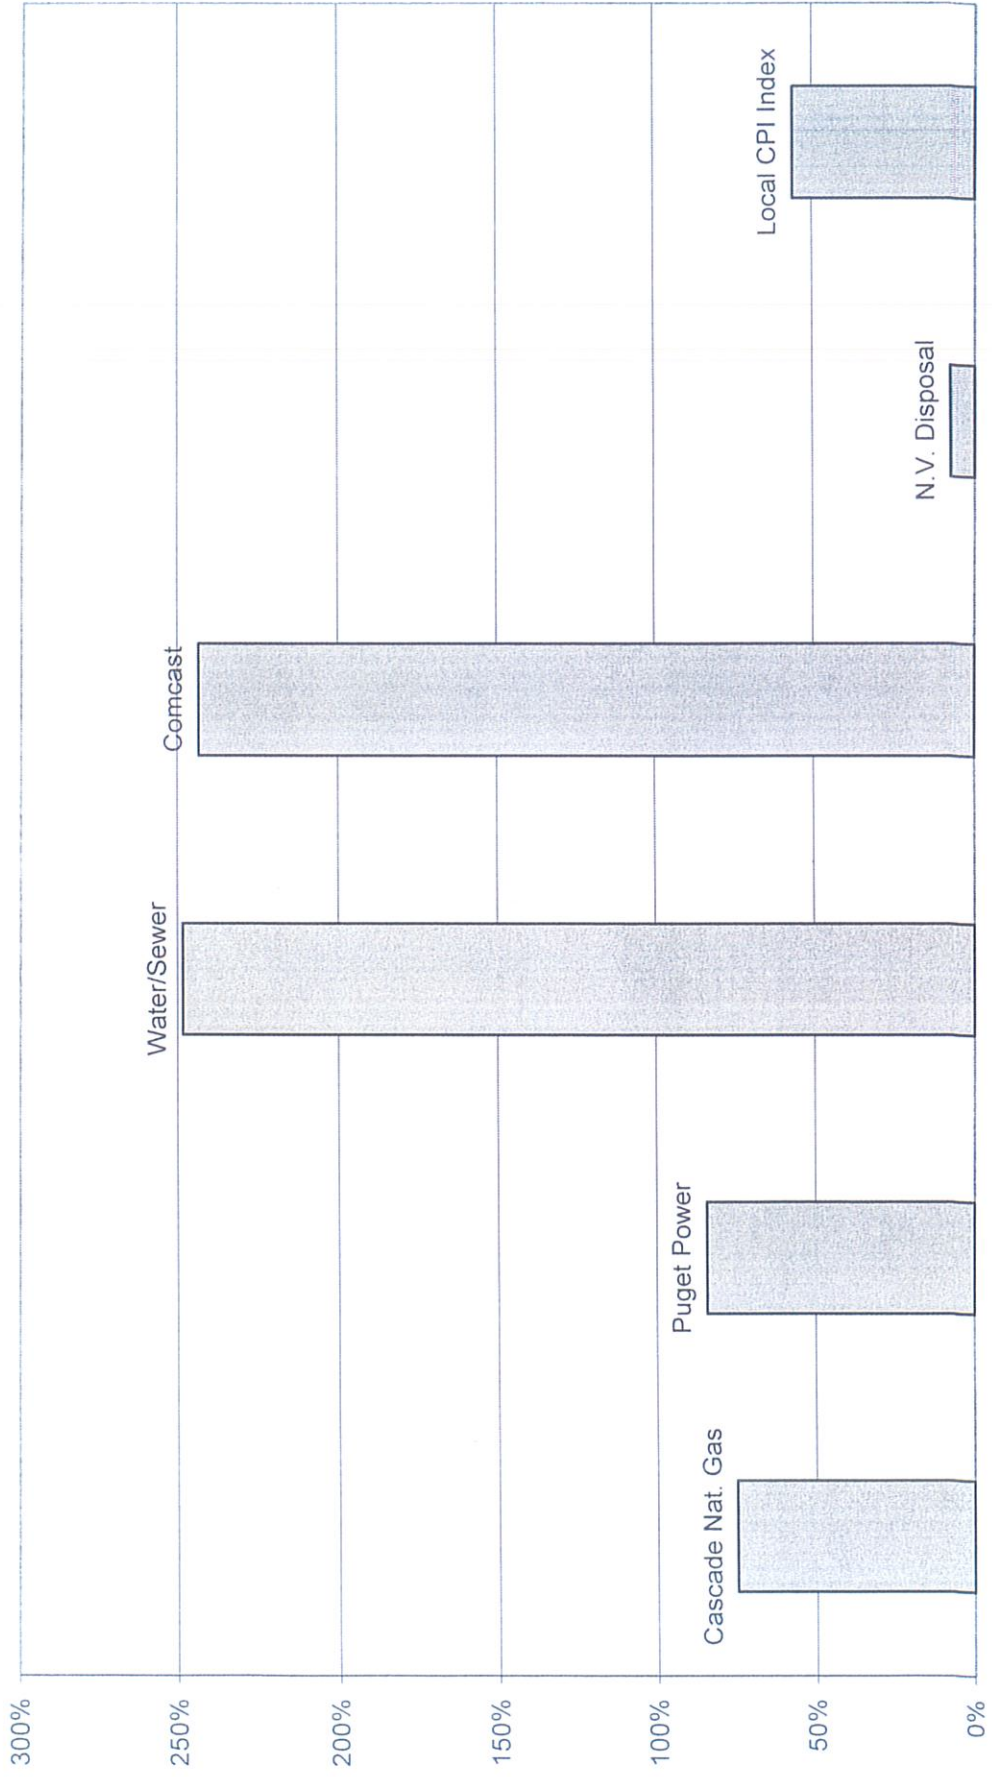 300%
250%
200%
150%
100%
50%
0%
Cascade Nat. Gas
Puget Power
Water/Sewer
Comcast
N.V. Disposal
Local CPI Index